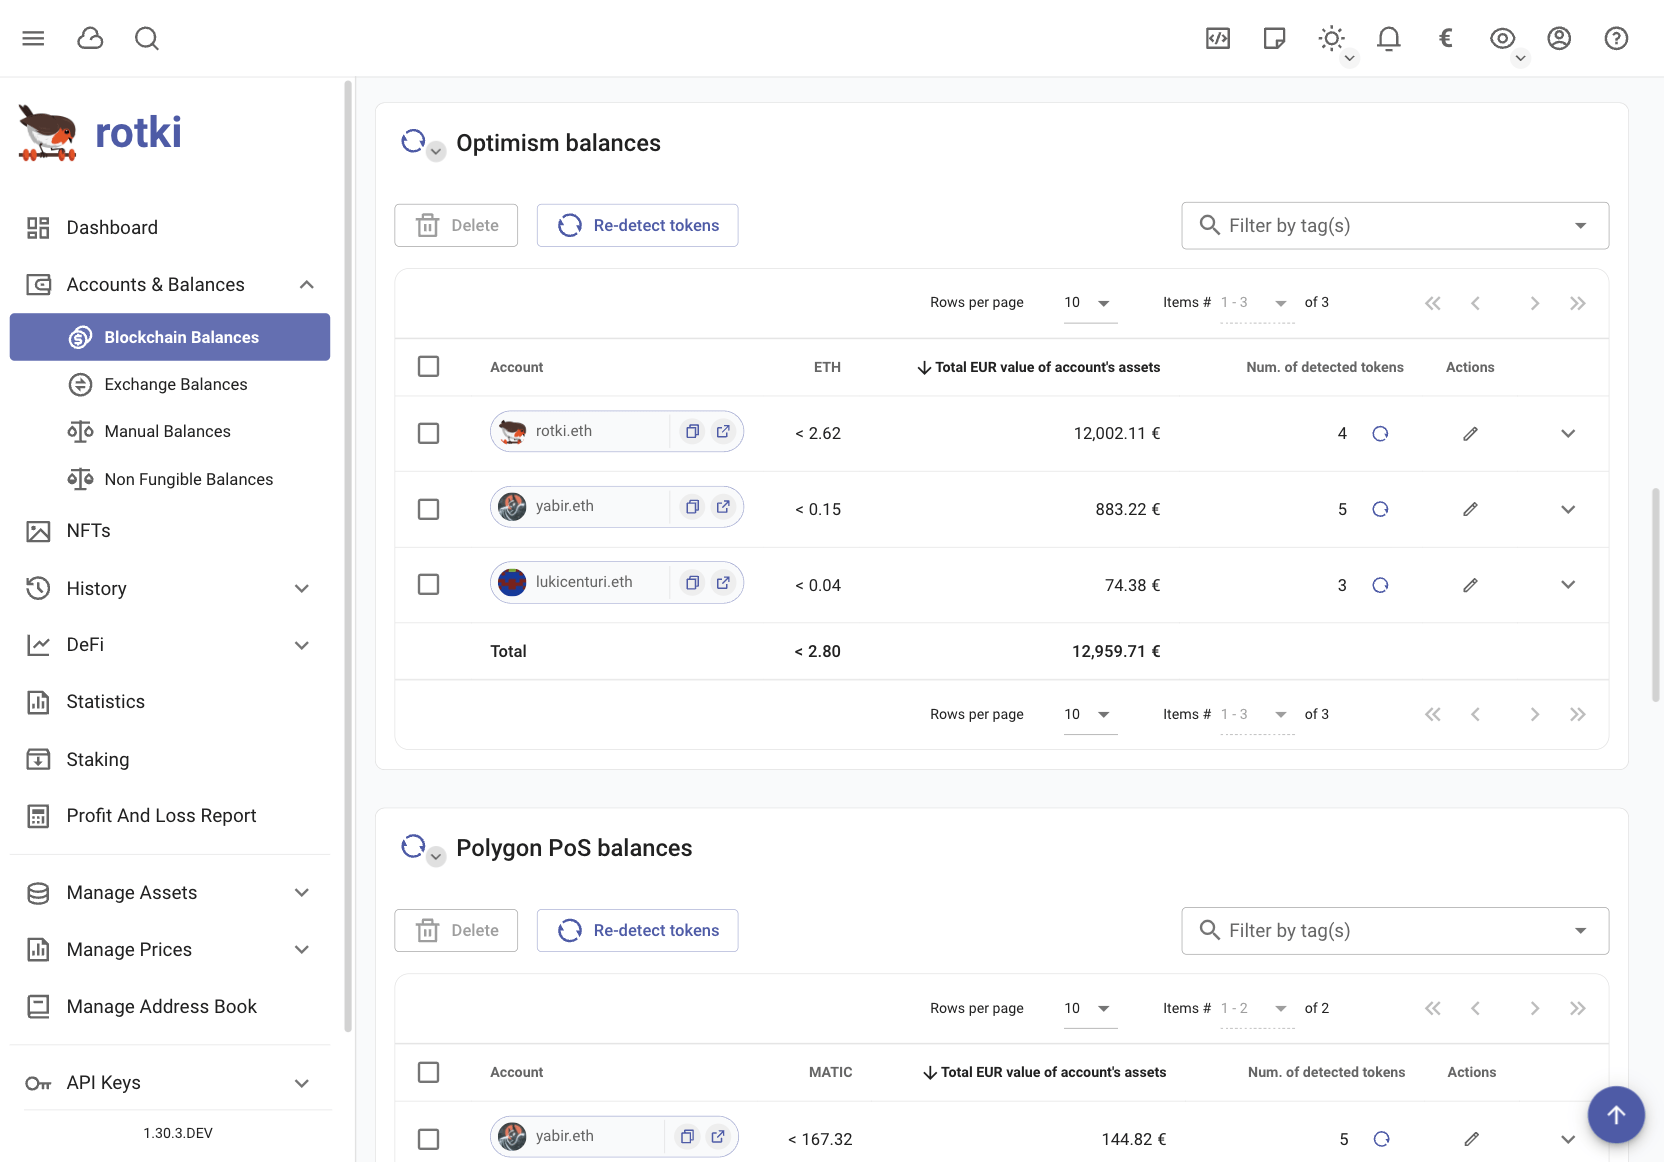 €
rotki
Dashboard
Accounts & Balances
Blockchain Balances
Exchange Balances
Manual Balances
Non Fungible Balances
NFTs
History
DeFi
Statistics
Staking
Profit And Loss Report
Manage Assets
Manage Prices
Manage Address Book
API Keys
1.30.3.DEV
Optimism balances
Delete Re-detect tokens Filter by tag(s)
Rows per page 10 Items # 1 - 3 of 3
Account ETH Total EUR value of account's assets Num. of detected tokens Actions
rotki.eth < 2.62 12,002.11 € 4
yabir.eth < 0.15 883.22 € 5
lukicenturi.eth < 0.04 74.38 € 3
Total < 2.80 12,959.71 €
Rows per page 10 Items # 1 - 3 of 3
Polygon PoS balances
Delete Re-detect tokens Filter by tag(s)
Rows per page 10 Items # 1 - 2 of 2
Account MATIC Total EUR value of account's assets Num. of detected tokens Actions
yabir.eth < 167.32 144.82 € 5